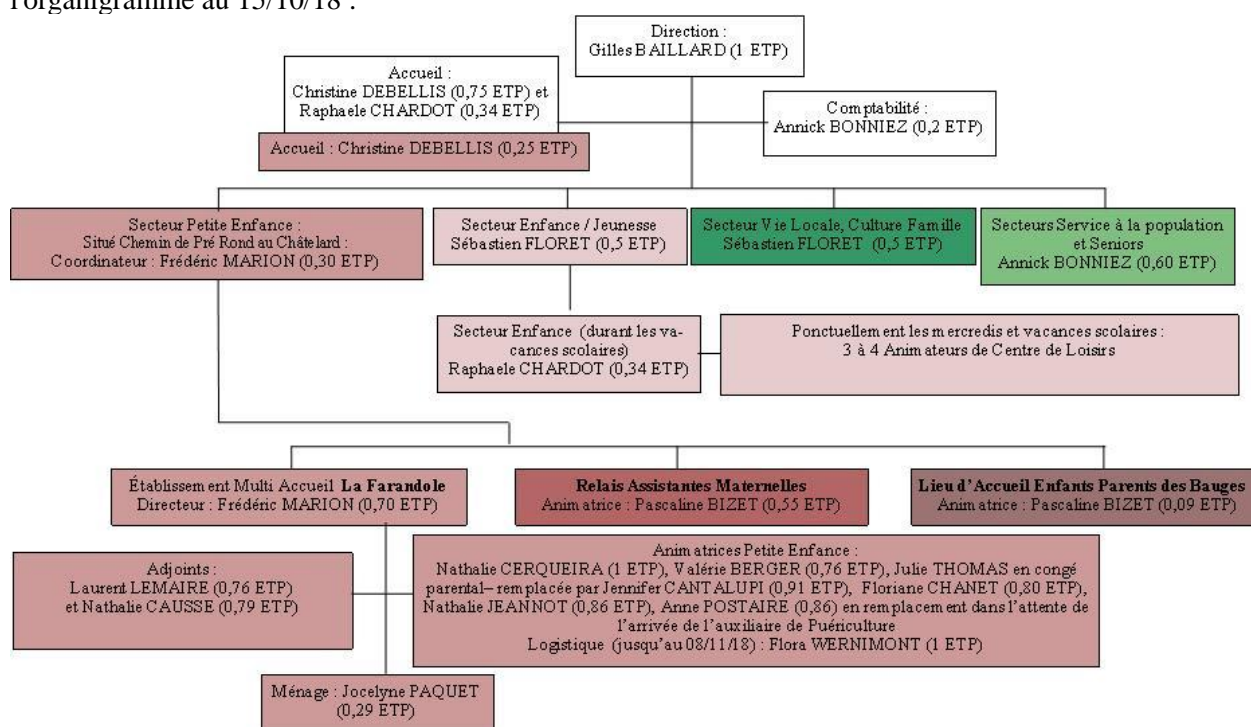 l'organigramme au 15/10/18 :
Direction :
Gilles BAILLARD (1 ETP)
Accueil :
Christine DEBELLIS (0,75 ETP) et
Raphaele CHARDOT (0,34 ETP)
Comptabilité :
Annick BONNIEZ (0,2 ETP)
Accueil : Christine DEBELLIS (0,25 ETP)
Secteur Petite Enfance :
Situé Chemin de Pré Rond au Châtelard :
Coordinateur : Frédéric MARION (0,30 ETP)
Secteur Enfance / Jeunesse
Sébastien FLORET (0,5 ETP)
Secteur Vie Locale, Culture Famille
Sébastien FLORET (0,5 ETP)
Secteurs Service à la population
et Seniors
Annick BONNIEZ (0,60 ETP)
Secteur Enfance (durant les va-
cances scolaires)
Raphaele CHARDOT (0,34 ETP)
Ponctuellement les mercredis et vacances scolaires :
3 à 4 Animateurs de Centre de Loisirs
Établissement Multi Accueil La Farandole
Directeur : Frédéric MARION (0,70 ETP)
Relais Assistantes Maternelles
Animatrice : Pascaline BIZET (0,55 ETP)
Lieu d'Accueil Enfants Parents des Bauges
Animatrice : Pascaline BIZET (0,09 ETP)
Adjoints :
Laurent LEMAIRE (0,76 ETP)
et Nathalie CAUSSE (0,79 ETP)
Animatrices Petite Enfance :
Nathalie CERQUEIRA (1 ETP), Valérie BERGER (0,76 ETP), Julie THOMAS en congé
parental– remplacée par Jennifer CANTALUPI (0,91 ETP), Floriane CHANET (0,80 ETP),
Nathalie JEANNOT (0,86 ETP), Anne POSTAIRE (0,86) en remplacement dans l'attente de
l'arrivée de l'auxiliaire de Puériculture
Logistique (jusqu'au 08/11/18) : Flora WERNIMONT (1 ETP)
Ménage : Jocelyne PAQUET
(0,29 ETP)